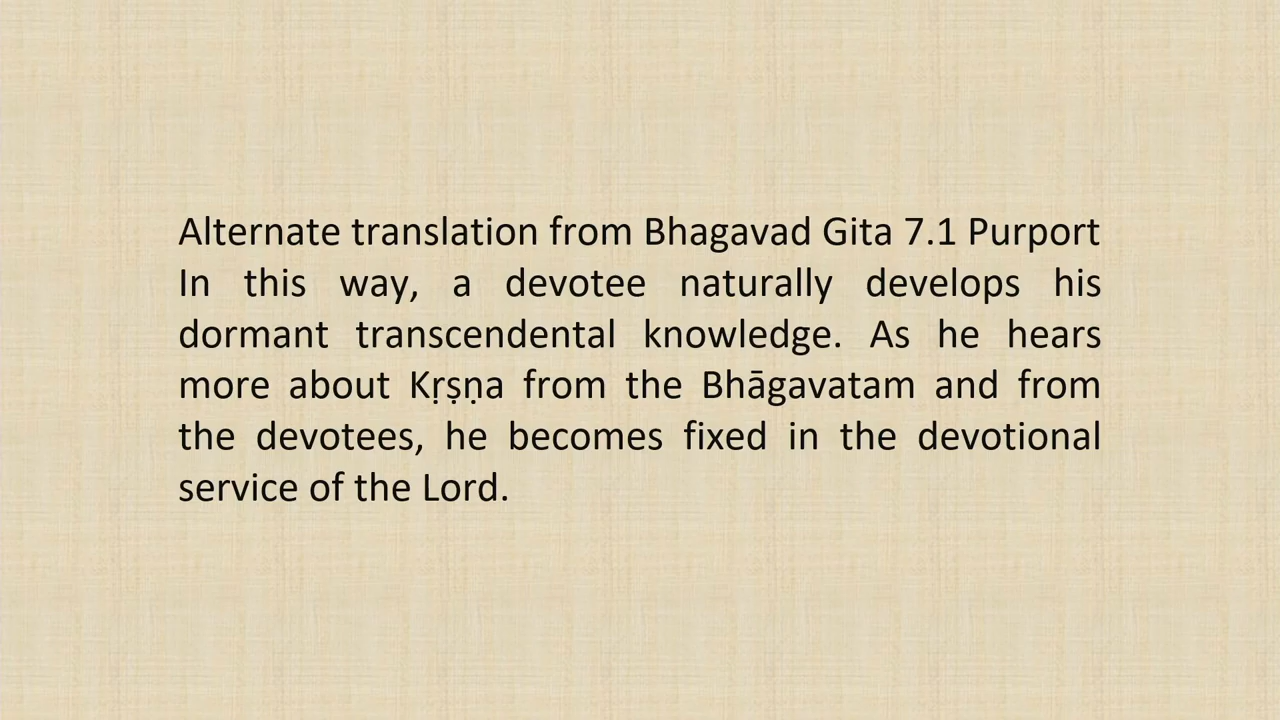 Alternate translation from Bhagavad Gita 7.1 Purport
In this way, a devotee naturally develops his
dormant transcendental knowledge. As he hears
more about Kṛṣṇa from the Bhāgavatam and from
the devotees, he becomes fixed in the devotional
service of the Lord.